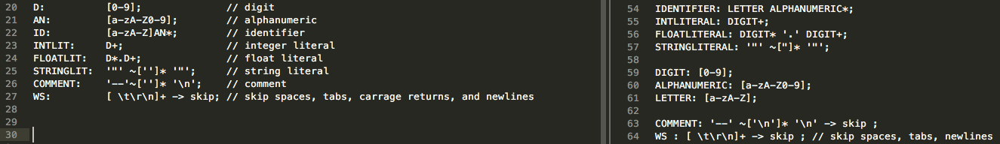 20 D: [0-9]; // digit
21 AN: [a-zA-Z0-9]; // alphanumeric
22 ID: [a-zA-Z]AN*; // identifier
23 INTLIT: D+; // integer literal
24 FLOATLIT: D*.D+; // float literal
25 STRINGLIT: '"' ~['']* '"'; // string literal
26 COMMENT: '--'~['']* '\n'; // comment
27 WS: [ \t\r\n]+ -> skip; // skip spaces, tabs, carrage returns, and newlines
28
29
30
54 IDENTIFIER: LETTER ALPHANUMERIC*;
55 INTLITERAL: DIGIT+;
56 FLOATLITERAL: DIGIT* '.' DIGIT+;
57 STRINGLITERAL: '"' ~["]* '"';
58
59 DIGIT: [0-9];
60 ALPHANUMERIC: [a-zA-Z0-9];
61 LETTER: [a-zA-Z];
62
63 COMMENT: '--' ~['\n']* '\n' -> skip ;
64 WS : [ \t\r\n]+ -> skip ; // skip spaces, tabs, newlines